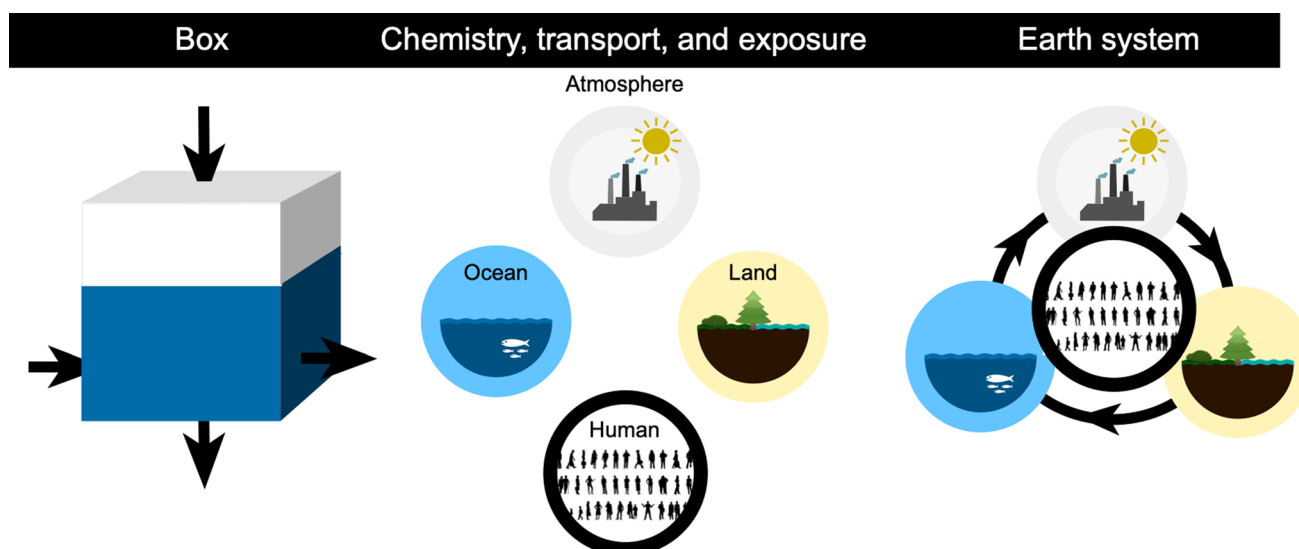 Box
Chemistry, transport, and exposure
Earth system
Atmosphere
Ocean
Land
Human